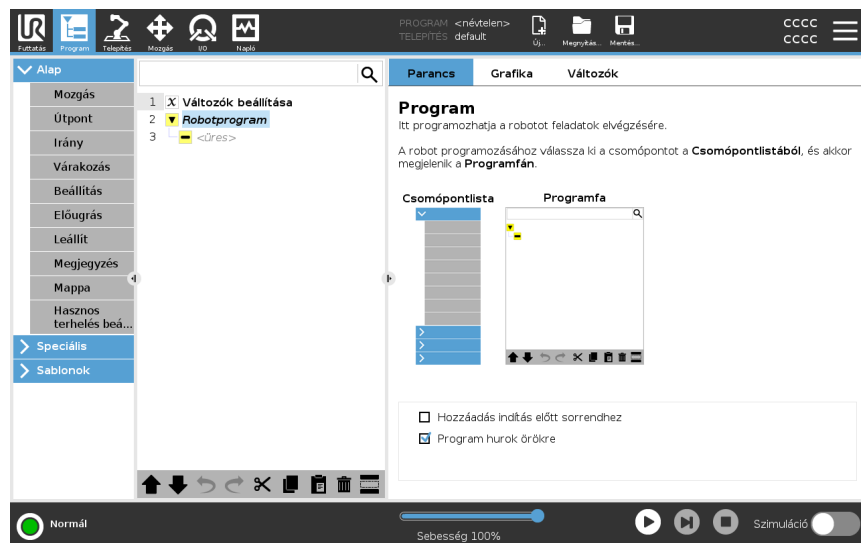 PROGRAM <névtelen>
TELEPÍTÉS default
CCCC
CCCC
Futtatás Program Telepítés Mozgás I/O Napló Új... Megnyitás... Mentés...
Alap
Mozgás
Útpont
Irány
Várakozás
Beállítás
Előugrás
Leállít
Megjegyzés
Mappa
Hasznos
terhelés beá...
Speciális
Sablonok
1 X Változók beállítása
2 Robotprogram
3 <üres>
Parancs Grafika Változók
Program
Itt programozhatja a robotot feladatok elvégzésére.
A robot programozásához válassza ki a csomópontot a Csomópontlistából, és akkor
megjelenik a Programfán.
Csomópontlista Programfa
Hozzáadás indítás előtt sorrendhez
Program hurok örökre
Normál
Sebesség 100%
Szimuláció